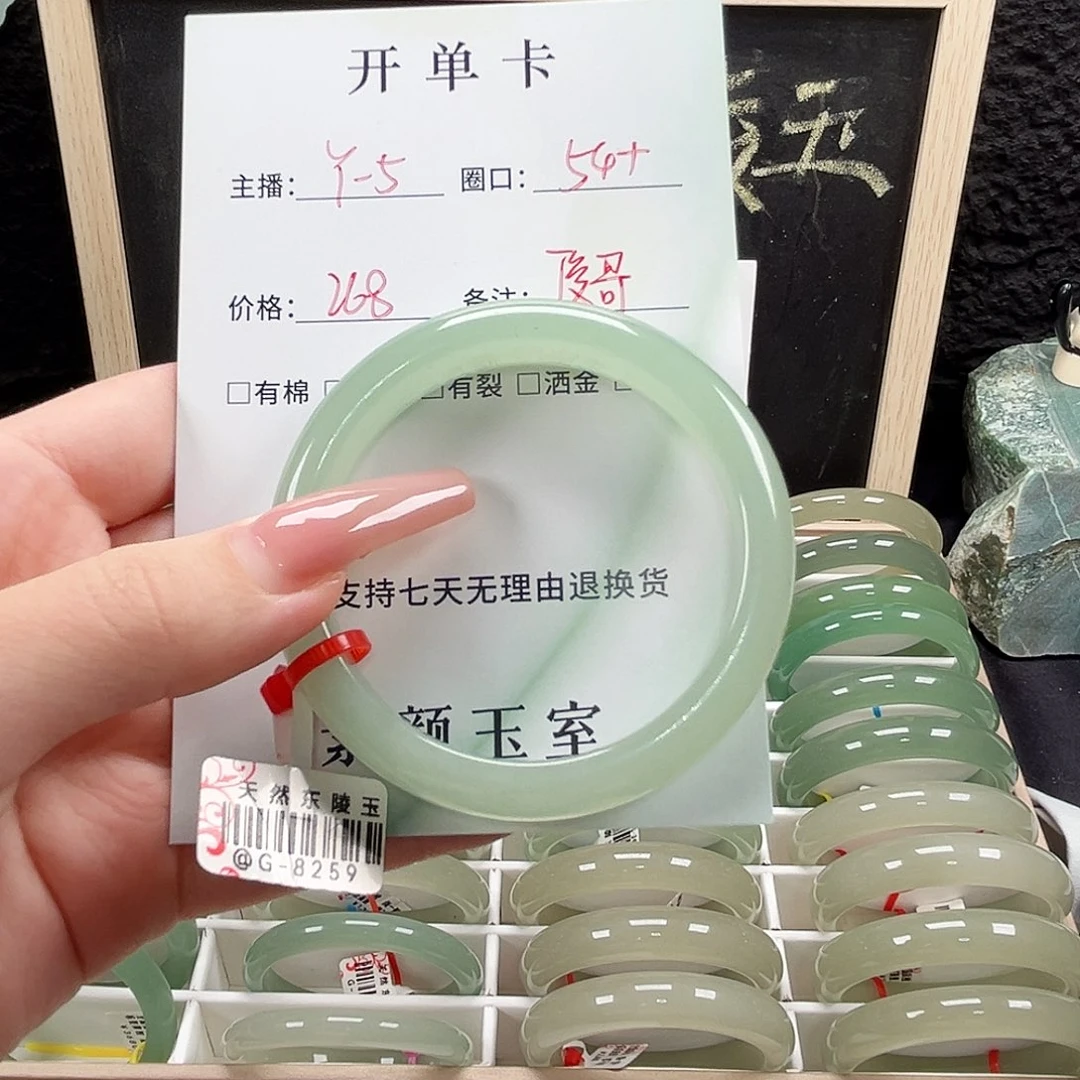 开单卡
主播: Y-5 圈口: 54+
价格: 268 备注:
□有棉 □有裂 □洒金
支持七天无理由退换货
颜玉室
天然东陵玉
@G-8259
玉